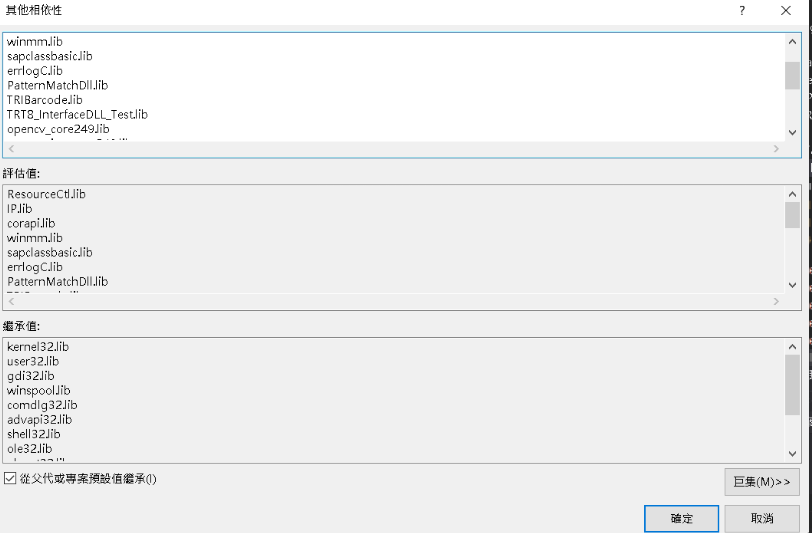 其他相依性
winmm.lib
sapclassbasic.lib
errlogC.lib
PatternMatchDll.lib
TRIBarcode.lib
TRT8_InterfaceDLL_Test.lib
opencv_core249.lib
評估值:
ResourceCtl.lib
IP.lib
corapi.lib
winmm.lib
sapclassbasic.lib
errlogC.lib
PatternMatchDll.lib
繼承值:
kernel32.lib
user32.lib
gdi32.lib
winspool.lib
comdlg32.lib
advapi32.lib
shell32.lib
ole32.lib
從父代或專案預設值繼承(I)
巨集(M)>>
確定
取消